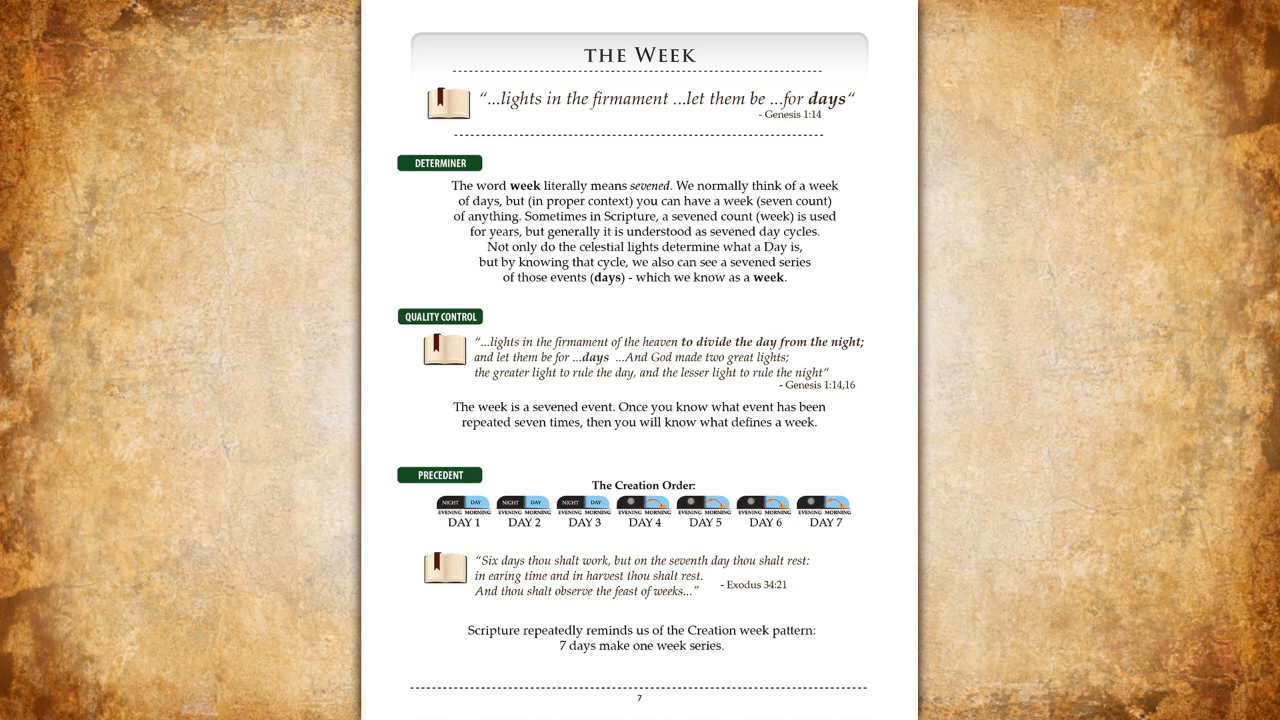 THE WEEK
“...lights in the firmament ...let them be ...for days“
- Genesis 1:14
DETERMINER
The word week literally means sevened. We normally think of a week
of days, but (in proper context) you can have a week (seven count)
of anything. Sometimes in Scripture, a sevened count (week) is used
for years, but generally it is understood as sevened day cycles.
Not only do the celestial lights determine what a Day is,
but by knowing that cycle, we also can see a sevened series
of those events (days) - which we know as a week.
QUALITY CONTROL
“...lights in the firmament of the heaven to divide the day from the night;
and let them be for ...days ...And God made two great lights;
the greater light to rule the day, and the lesser light to rule the night“
- Genesis 1:14,16
The week is a sevened event. Once you know what event has been
repeated seven times, then you will know what defines a week.
PRECEDENT
The Creation Order:
NIGHT DAY NIGHT DAY NIGHT DAY
EVENING MORNING EVENING MORNING EVENING MORNING EVENING MORNING EVENING MORNING EVENING MORNING EVENING MORNING
DAY 1 DAY 2 DAY 3 DAY 4 DAY 5 DAY 6 DAY 7
“Six days thou shalt work, but on the seventh day thou shalt rest:
in earing time and in harvest thou shalt rest.
And thou shalt observe the feast of weeks...”
- Exodus 34:21
Scripture repeatedly reminds us of the Creation week pattern:
7 days make one week series.
7